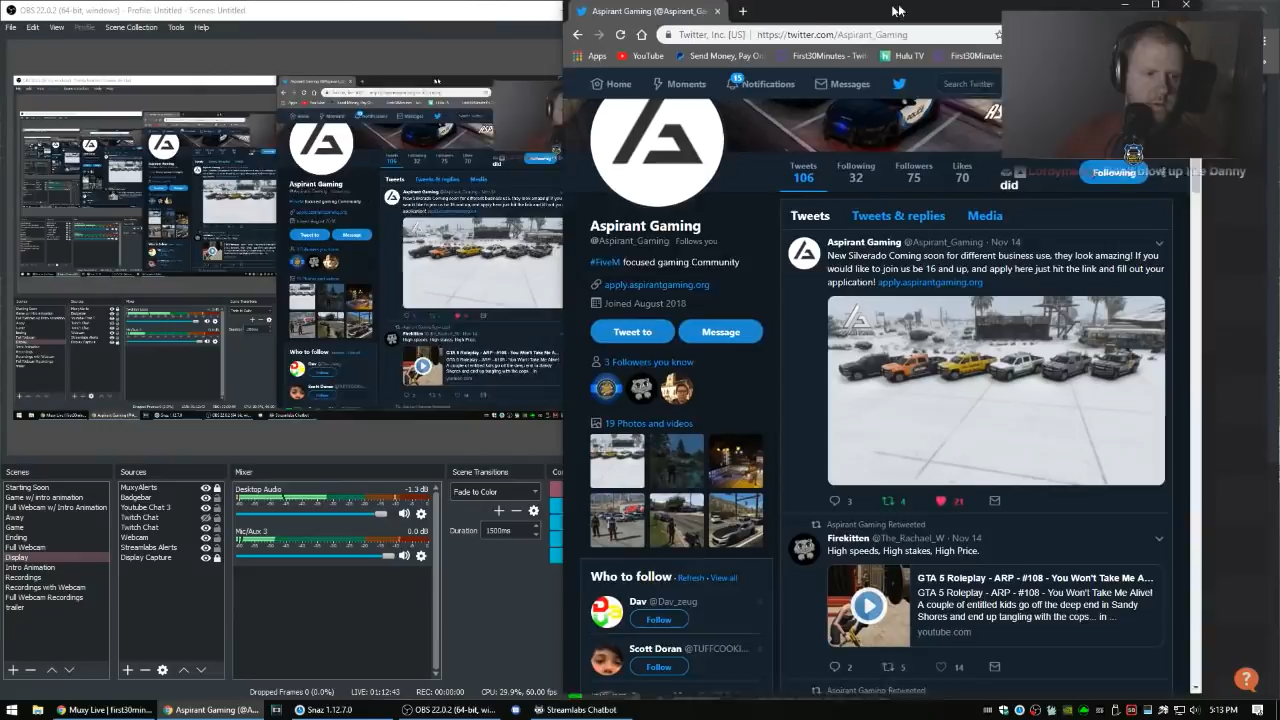 OBS 22.0.2 (64-bit, windows) - Profile: Untitled - Scenes: Untitled
File Edit View Profile Scene Collection Tools Help
Aspirant Gaming (@Aspirant_Ga
Twitter, Inc. [US] https://twitter.com/Aspirant_Gaming
Apps YouTube Send Money, Pay On First30Minutes - Twit Hulu TV First30Minutes
Home Moments 15 Notifications Messages Search Twitter
Tweets Following Followers Likes
106 32 75 70
Following
blow up like Danny
did
Aspirant Gaming
@Aspirant_Gaming Follows you
#FiveM focused gaming Community
apply.aspirantgaming.org
Joined August 2018
Tweet to Message
3 Followers you know
19 Photos and videos
Who to follow · Refresh · View all
Dav @Dav_zeug
Follow
Scott Doran @TUFFCOOKI...
Follow
Tweets Tweets & replies Media
Aspirant Gaming @Aspirant_Gaming · Nov 14
New Silverado Coming soon for different business use, they look amazing! If you
would like to join us be 16 and up, and apply here just hit the link and fill out your
application! apply.aspirantgaming.org
3 4 21
Aspirant Gaming Retweeted
Firekitten @The_Rachael_W · Nov 14
High speeds, High stakes, High Price.
GTA 5 Roleplay - ARP - #108 - You Won't Take Me A...
GTA 5 Roleplay - ARP - #108 - You Won't Take Me Alive!
A couple of entitled kids go off the deep end in Sandy
Shores and end up tangling with the cops... in ...
youtube.com
2 5 14
Aspirant Gaming Retweeted
Scenes
Starting Soon
Game w/ intro animation
Full Webcam w/ Intro Animation
Away
Game
Ending
Full Webcam
Display
Intro Animation
Recordings
Recordings with Webcam
Full Webcam Recordings
trailer
Sources
MuxyAlerts
Badgebar
Youtube Chat 3
Twitch Chat
Twitch Chat
Webcam
Streamlabs Alerts
Display Capture
Mixer
Desktop Audio -1.3 dB
Mic/Aux 3 0.0 dB
Scene Transitions
Fade to Color
Duration 1500ms
Dropped Frames 0 (0.0%) LIVE: 01:12:43 REC: 00:00:00 CPU: 29.9%, 60.00 fps
Muxy Live | first30min... Aspirant Gaming (@A... Snaz 1.12.7.0 OBS 22.0.2 (64-bit, wi... Streamlabs Chatbot 5:13 PM